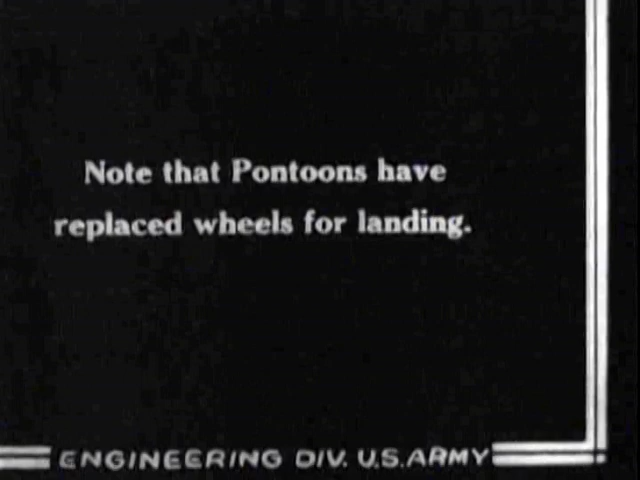 Note that Pontoons have
replaced wheels for landing.
ENGINEERING DIV. U.S.ARMY